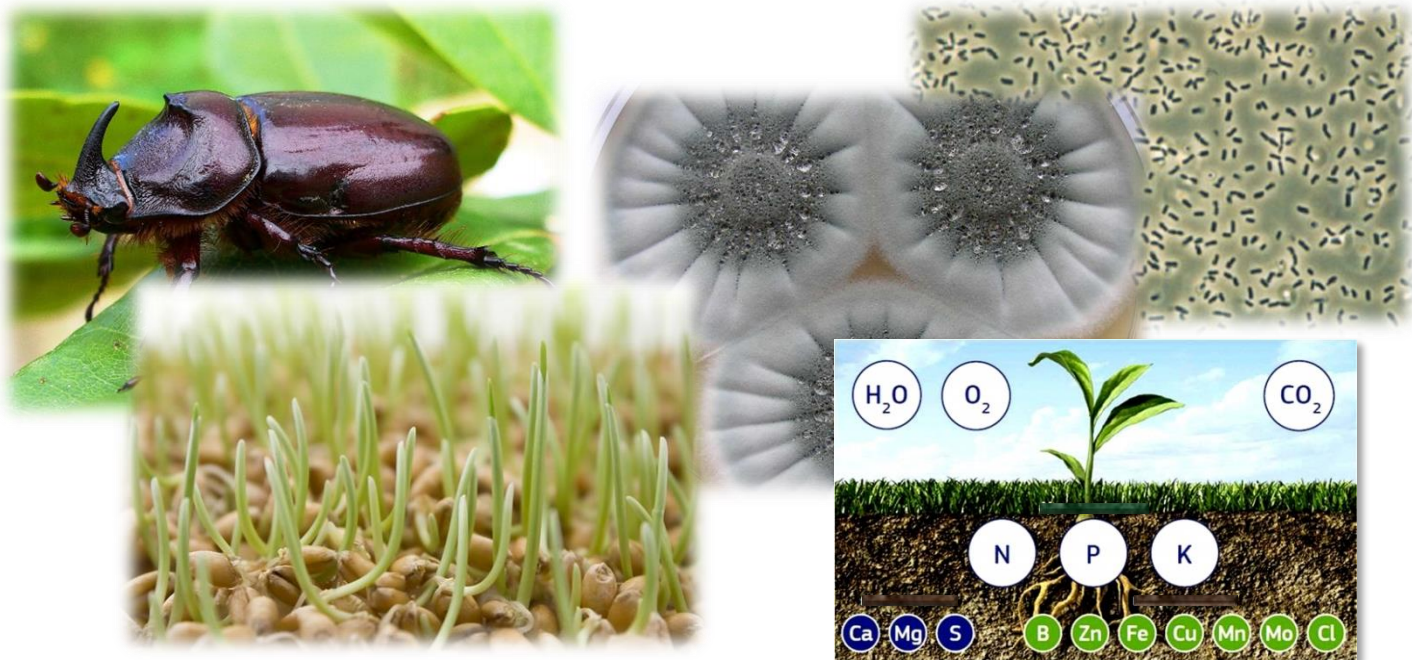 H₂O O₂ CO₂
N P K
Ca Mg S B Zn Fe Cu Mn Mo Cl